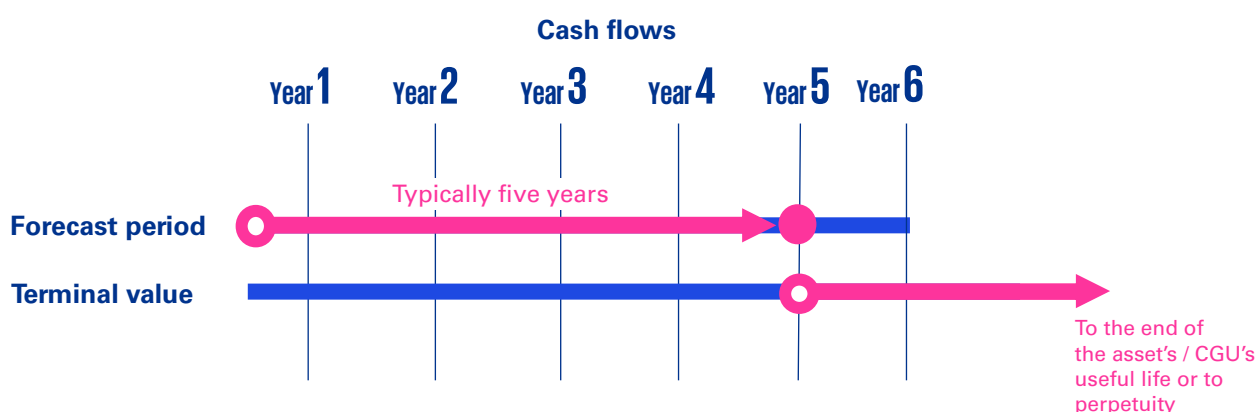 Cash flows
Year 1 Year 2 Year 3 Year 4 Year 5 Year 6
Typically five years
Forecast period
Terminal value
To the end of
the asset's / CGU's
useful life or to
perpetuity